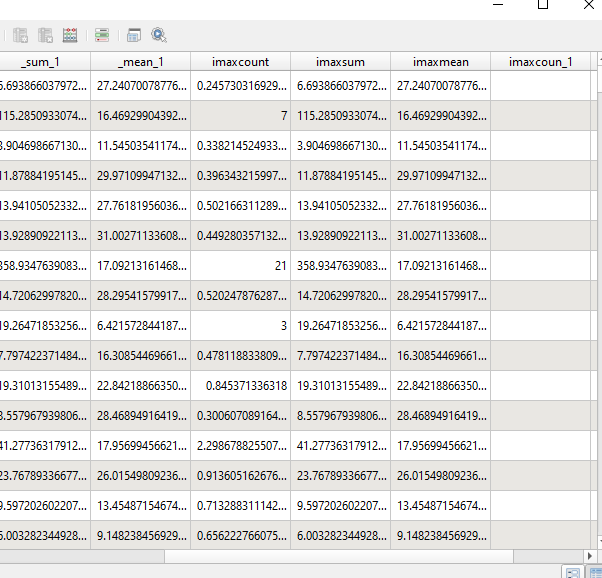 _sum_1 _mean_1 imaxcount imaxsum imaxmean imaxcoun_1
6.693866037972... 27.24070078776... 0.245730316929... 6.693866037972... 27.24070078776...
115.2850933074... 16.46929904392... 7 115.2850933074... 16.46929904392...
3.904698667130... 11.54503541174... 0.338214524933... 3.904698667130... 11.54503541174...
11.87884195145... 29.97109947132... 0.396343215997... 11.87884195145... 29.97109947132...
13.94105052332... 27.76181956036... 0.502166311289... 13.94105052332... 27.76181956036...
13.92890922113... 31.00271133608... 0.449280357132... 13.92890922113... 31.00271133608...
358.9347639083... 17.09213161468... 21 358.9347639083... 17.09213161468...
14.72062997820... 28.29541579917... 0.520247876287... 14.72062997820... 28.29541579917...
19.26471853256... 6.421572844187... 3 19.26471853256... 6.421572844187...
7.797422371484... 16.30854469661... 0.478118833809... 7.797422371484... 16.30854469661...
19.31013155489... 22.84218866350... 0.845371336318 19.31013155489... 22.84218866350...
8.557967939806... 28.46894916419... 0.300607089164... 8.557967939806... 28.46894916419...
41.27736317912... 17.95699456621... 2.298678825507... 41.27736317912... 17.95699456621...
23.76789336677... 26.01549809236... 0.913605162676... 23.76789336677... 26.01549809236...
9.597202602207... 13.45487154674... 0.713288311142... 9.597202602207... 13.45487154674...
6.003282344928... 9.148238456929... 0.656222766075... 6.003282344928... 9.148238456929...